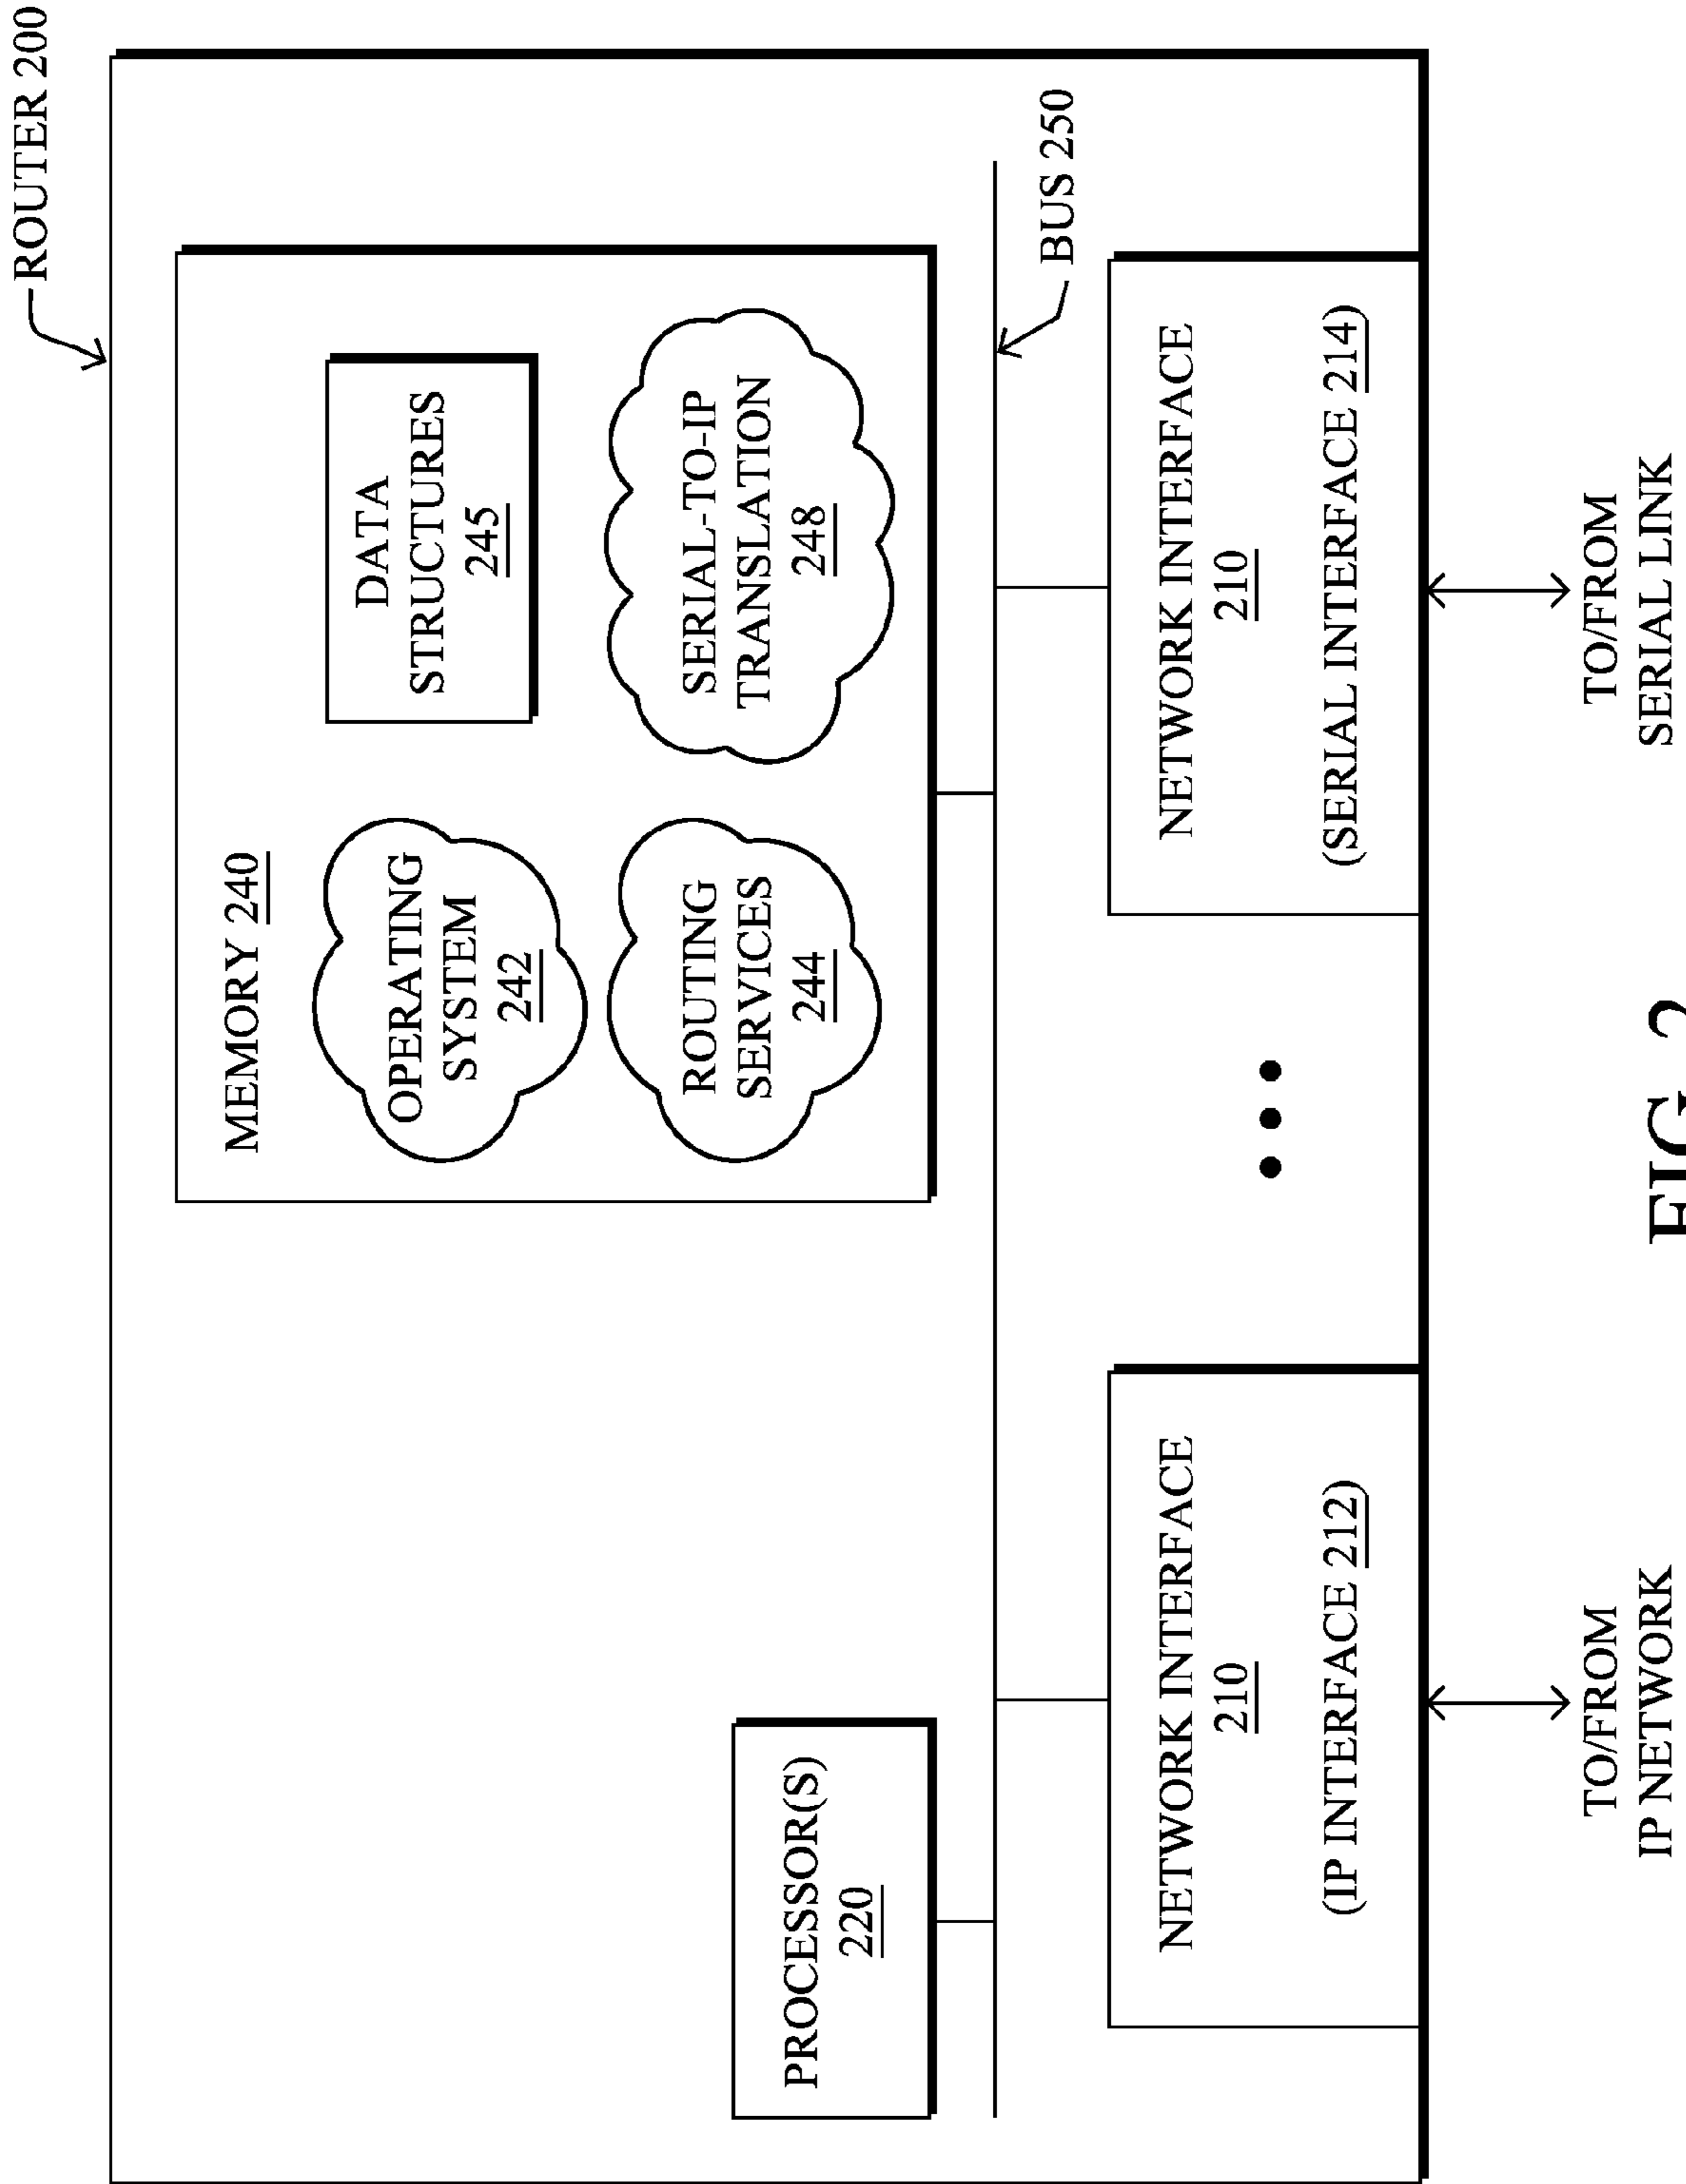 ROUTER 200
MEMORY 240
OPERATING
SYSTEM
242
DATA
STRUCTURES
245
ROUTING
SERVICES
244
SERIAL-TO-IP
TRANSLATION
248
PROCESSOR(S)
220
BUS 250
NETWORK INTERFACE
210
(IP INTERFACE 212)
NETWORK INTERFACE
210
(SERIAL INTERFACE 214)
TO/FROM
IP NETWORK
TO/FROM
SERIAL LINK
FIG. 2